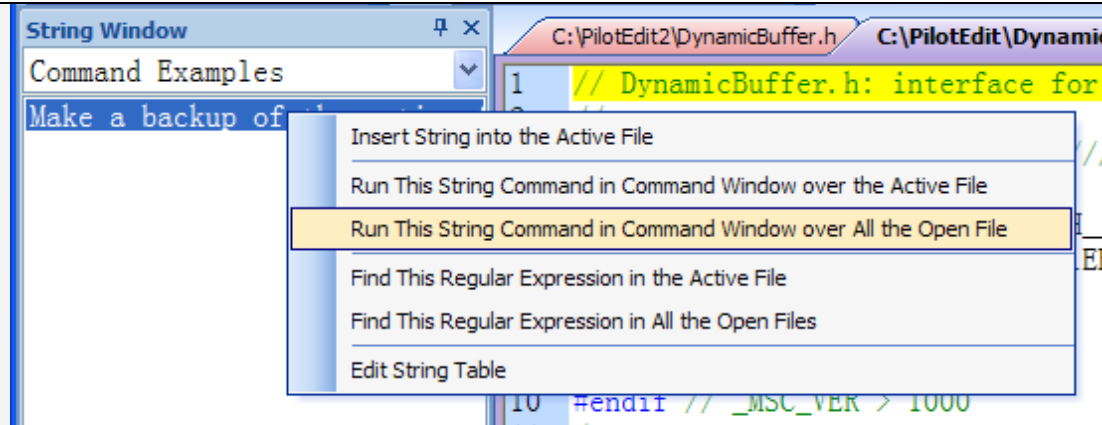 String Window
Command Examples
Make a backup of
Insert String into the Active File
Run This String Command in Command Window over the Active File
Run This String Command in Command Window over All the Open File
Find This Regular Expression in the Active File
Find This Regular Expression in All the Open Files
Edit String Table
C:\PilotEdit2\DynamicBuffer.h
C:\PilotEdit\Dynamic
1 // DynamicBuffer.h: interface for
10 #endif // _MSC_VER > 1000